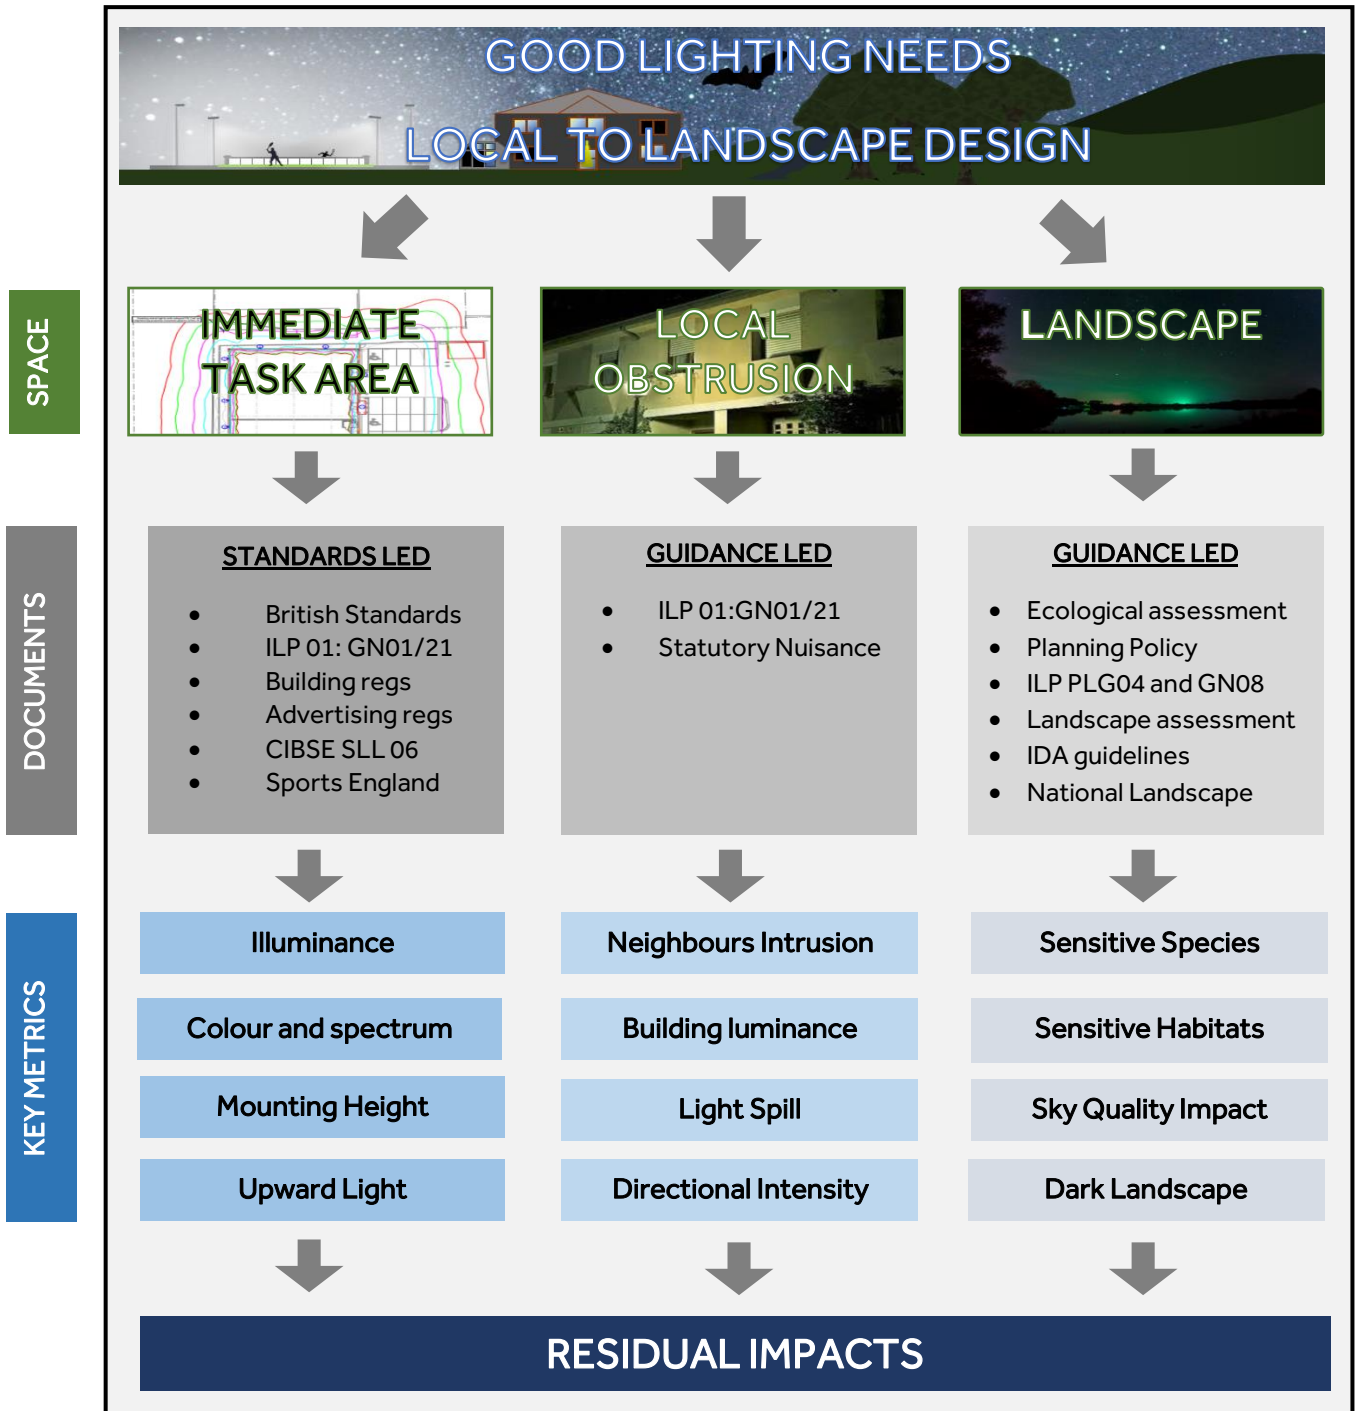 GOOD LIGHTING NEEDS
LOCAL TO LANDSCAPE DESIGN
SPACE
IMMEDIATE
TASK AREA
LOCAL
OBSTRUSION
LANDSCAPE
DOCUMENTS
STANDARDS LED
• British Standards
• ILP 01: GN01/21
• Building regs
• Advertising regs
• CIBSE SLL 06
• Sports England
GUIDANCE LED
• ILP 01:GN01/21
• Statutory Nuisance
GUIDANCE LED
• Ecological assessment
• Planning Policy
• ILP PLG04 and GN08
• Landscape assessment
• IDA guidelines
• National Landscape
KEY METRICS
Illuminance
Colour and spectrum
Mounting Height
Upward Light
Neighbours Intrusion
Building luminance
Light Spill
Directional Intensity
Sensitive Species
Sensitive Habitats
Sky Quality Impact
Dark Landscape
RESIDUAL IMPACTS